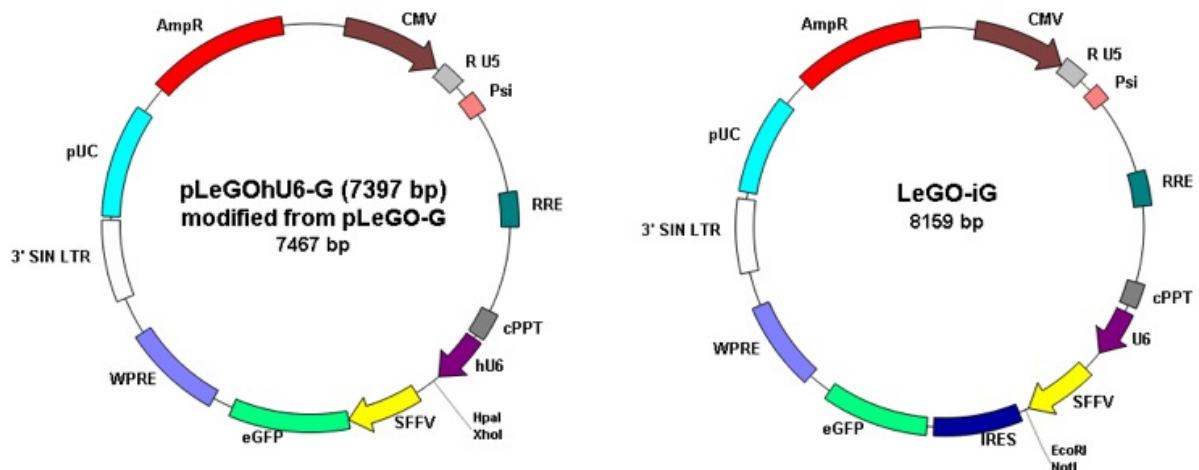 AmpR
CMV
R U5
Psi
pUC
pLeGOhU6-G (7397 bp)
modified from pLeGO-G
7467 bp
RRE
3' SIN LTR
cPPT
hU6
WPRE
HpaI
XhoI
SFFV
eGFP
AmpR
CMV
R U5
Psi
pUC
LeGO-iG
8159 bp
RRE
3' SIN LTR
cPPT
U6
WPRE
SFFV
eGFP
IRES
EcoRI
NotI